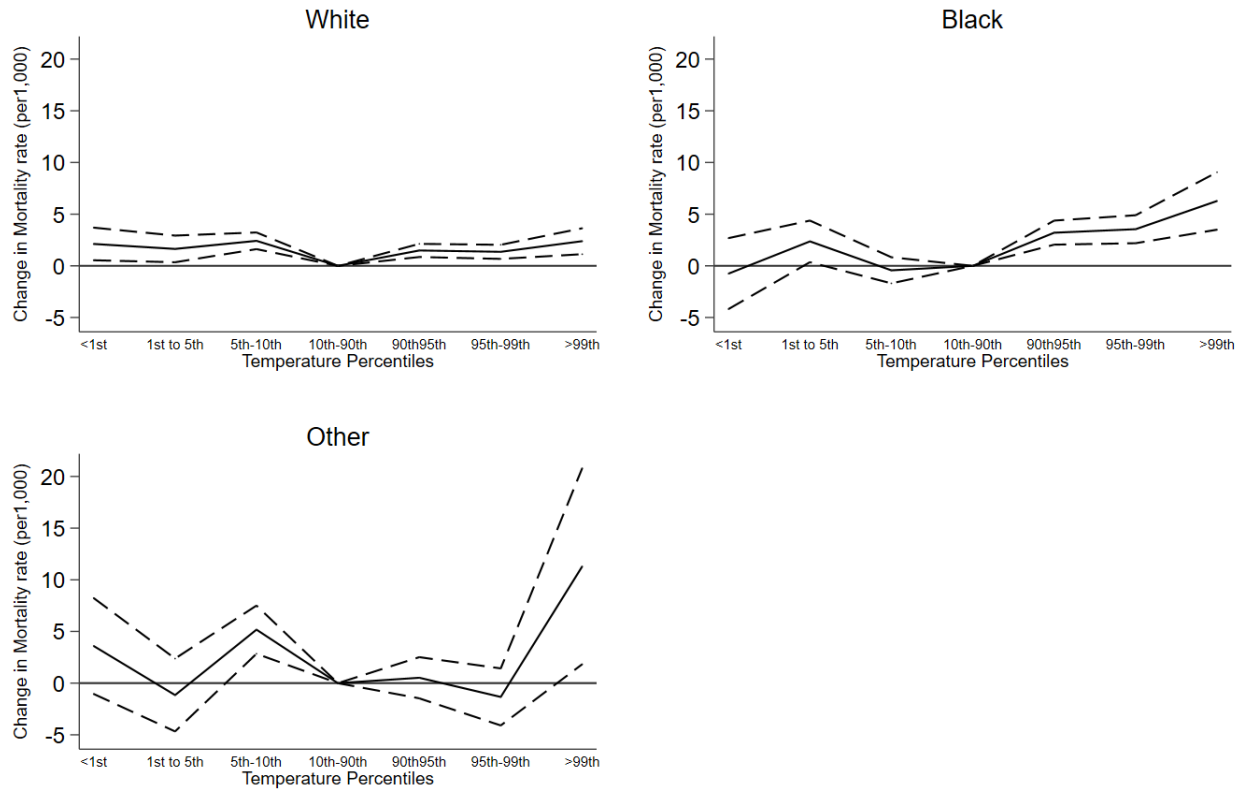 White
Change in Mortality rate (per1,000)
20
15
10
5
0
-5
<1st 1st to 5th 5th-10th 10th-90th 90th95th 95th-99th >99th
Temperature Percentiles
Black
Change in Mortality rate (per1,000)
20
15
10
5
0
-5
<1st 1st to 5th 5th-10th 10th-90th 90th95th 95th-99th >99th
Temperature Percentiles
Other
Change in Mortality rate (per1,000)
20
15
10
5
0
-5
<1st 1st to 5th 5th-10th 10th-90th 90th95th 95th-99th >99th
Temperature Percentiles